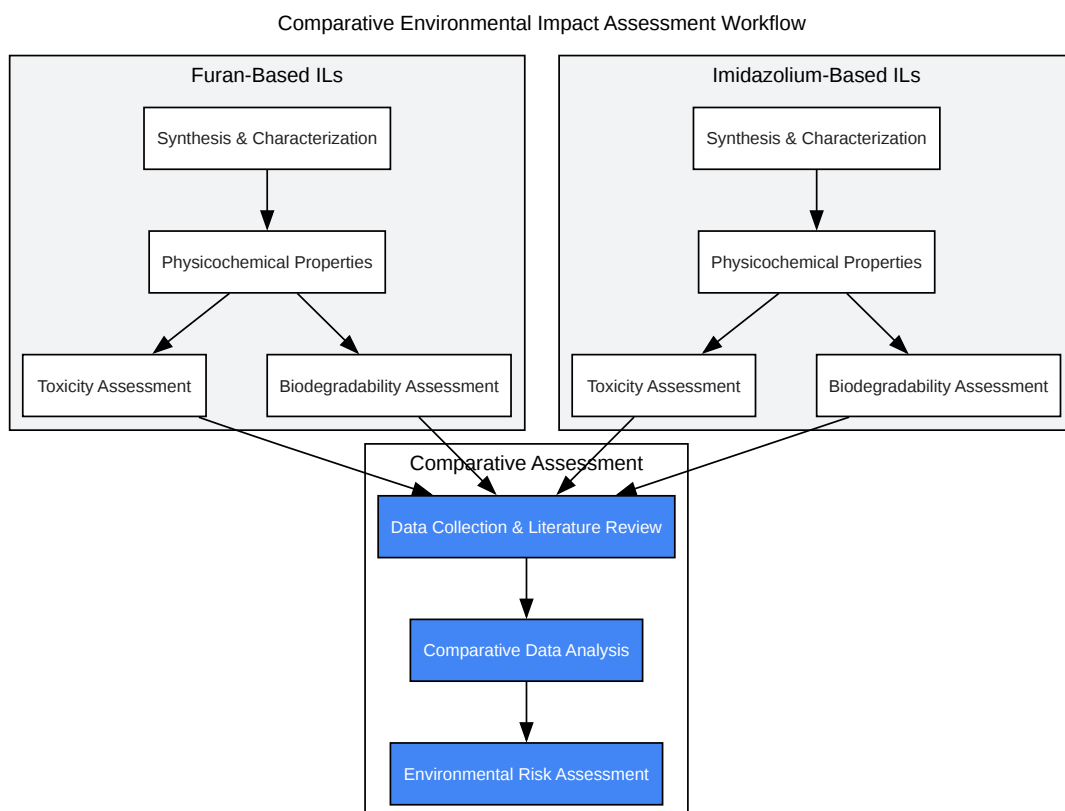 Comparative Environmental Impact Assessment Workflow
Furan-Based ILs
Imidazolium-Based ILs
Synthesis & Characterization
Synthesis & Characterization
Physicochemical Properties
Physicochemical Properties
Toxicity Assessment
Biodegradability Assessment
Toxicity Assessment
Biodegradability Assessment
Comparative Assessment
Data Collection & Literature Review
Comparative Data Analysis
Environmental Risk Assessment